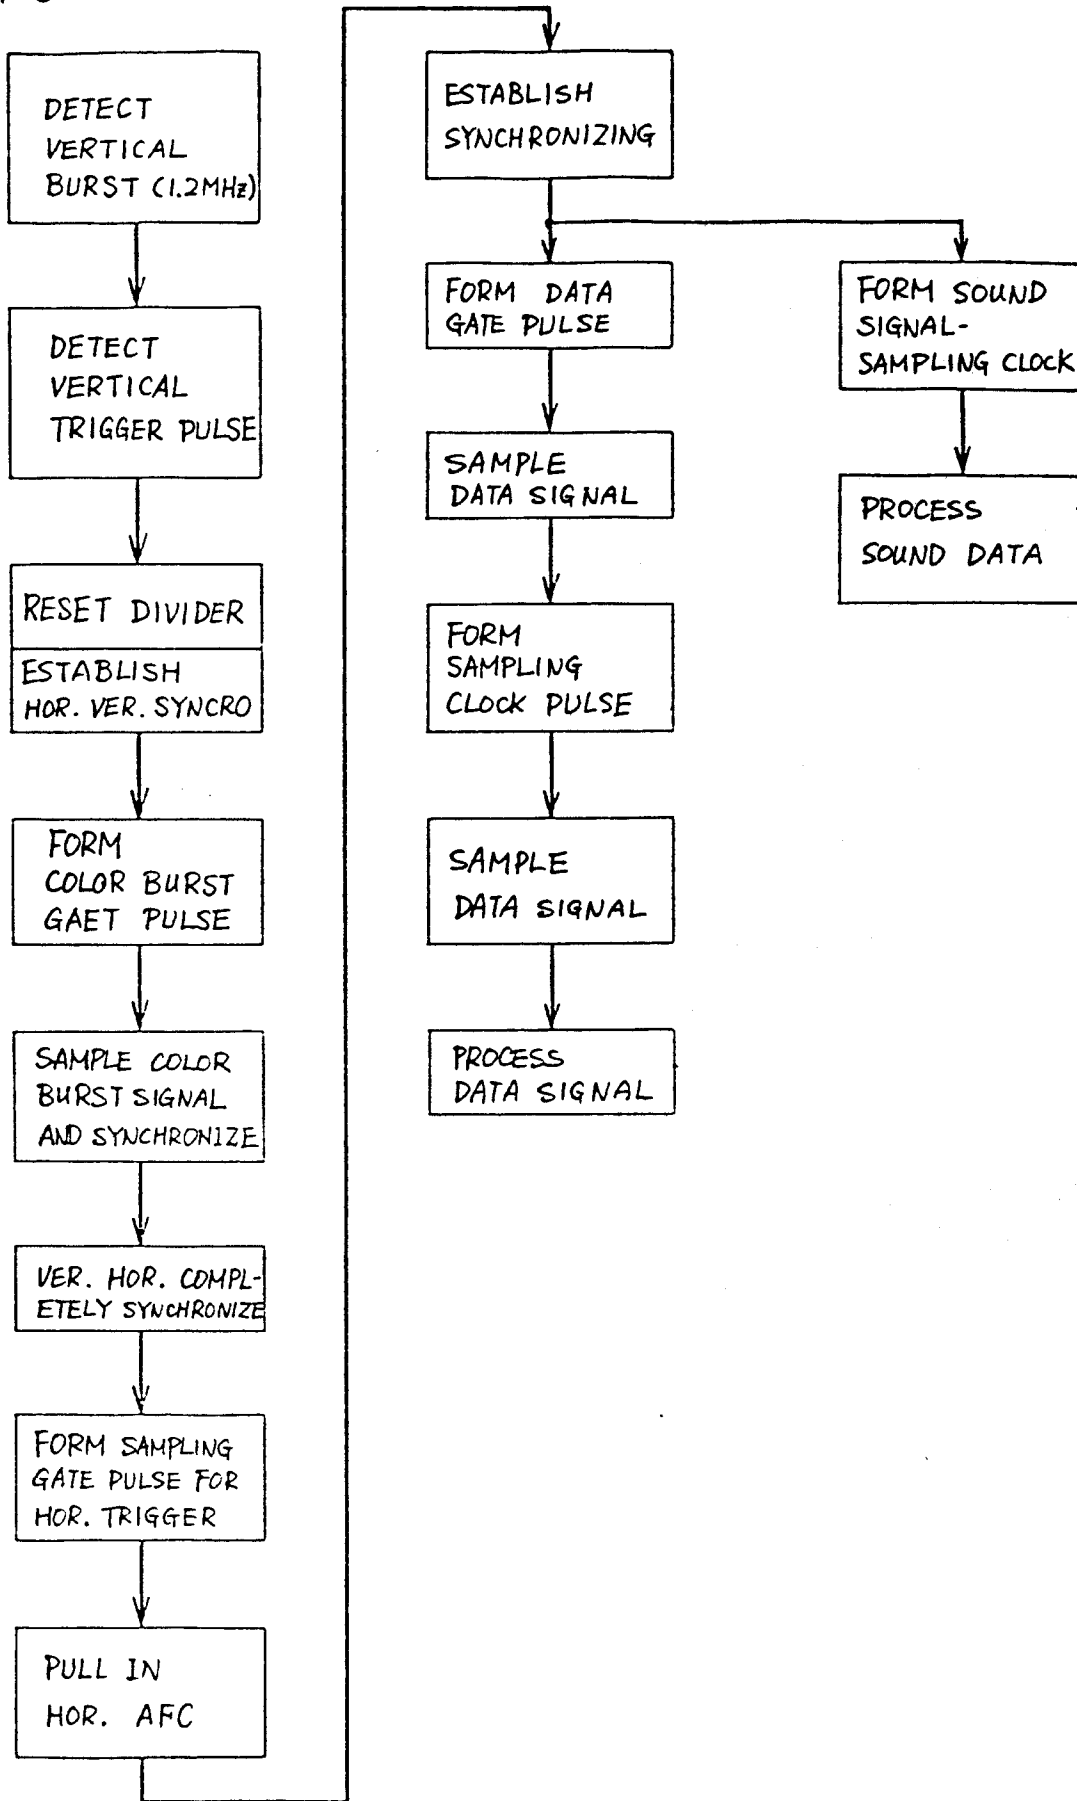 DETECT
VERTICAL
BURST (1.2MHz)
DETECT
VERTICAL
TRIGGER PULSE
RESET DIVIDER
ESTABLISH
HOR. VER. SYNCRO
FORM
COLOR BURST
GAET PULSE
SAMPLE COLOR
BURST SIGNAL
AND SYNCHRONIZE
VER. HOR. COMPL-
ETELY SYNCHRONIZE
FORM SAMPLING
GATE PULSE FOR
HOR. TRIGGER
PULL IN
HOR. AFC
ESTABLISH
SYNCHRONIZING
FORM DATA
GATE PULSE
SAMPLE
DATA SIGNAL
FORM
SAMPLING
CLOCK PULSE
SAMPLE
DATA SIGNAL
PROCESS
DATA SIGNAL
FORM SOUND
SIGNAL-
SAMPLING CLOCK
PROCESS
SOUND DATA